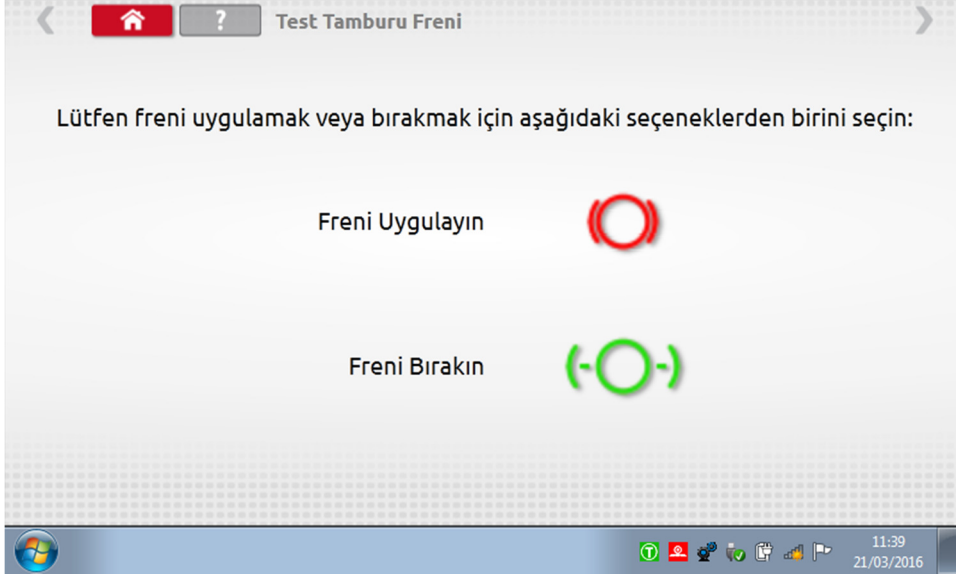 ? Test Tamburu Freni
Lütfen freni uygulamak veya bırakmak için aşağıdaki seçeneklerden birini seçin:
Freni Uygulayın
Freni Bırakın
T
11:39
21/03/2016